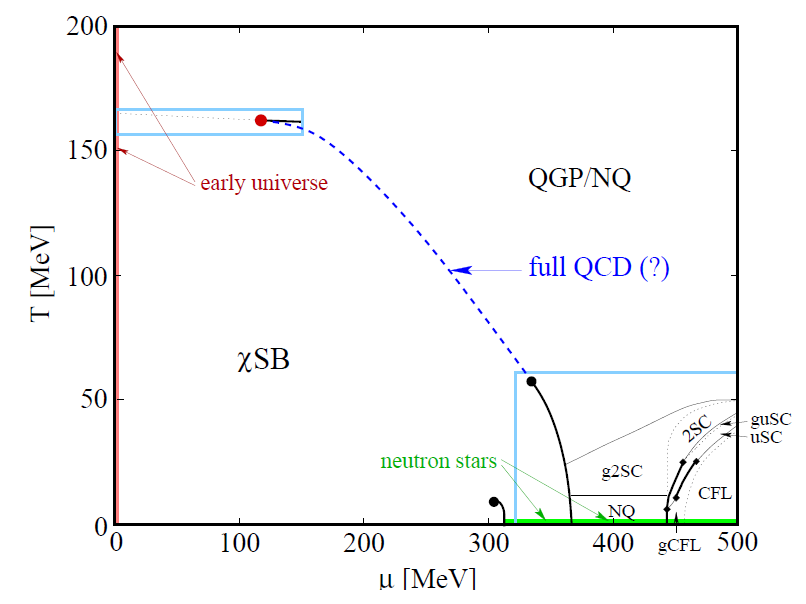 200
150
early universe
QGP/NQ
T [MeV]
100
full QCD (?)
χSB
50
2SC
guSC
uSC
neutron stars
g2SC
CFL
NQ
0
0
100
200
300
400
gCFL
500
μ [MeV]